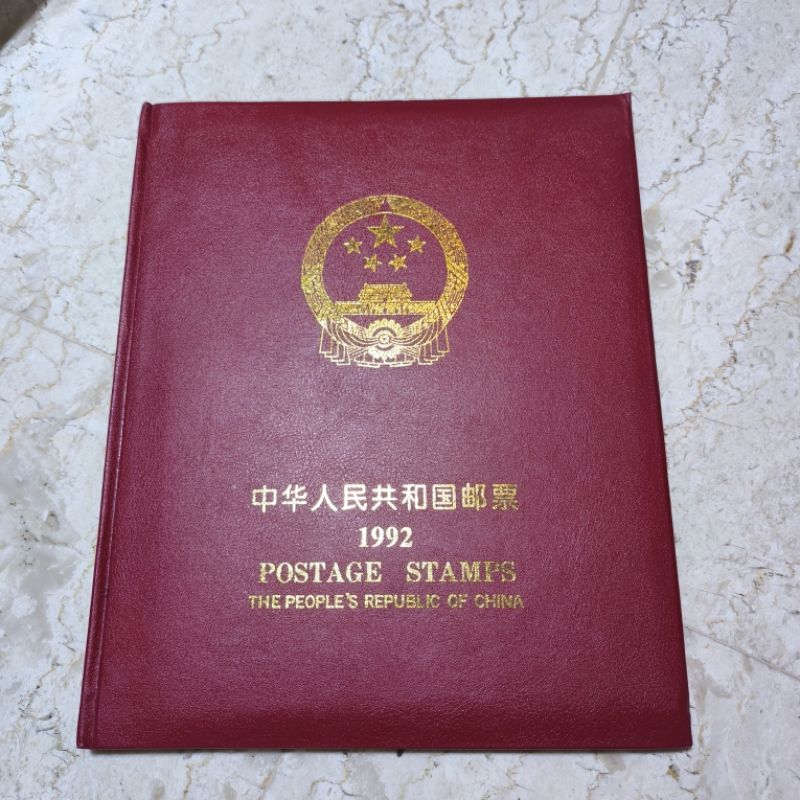 中华人民共和国邮票
1992
POSTAGE STAMPS
THE PEOPLE'S REPUBLIC OF CHINA